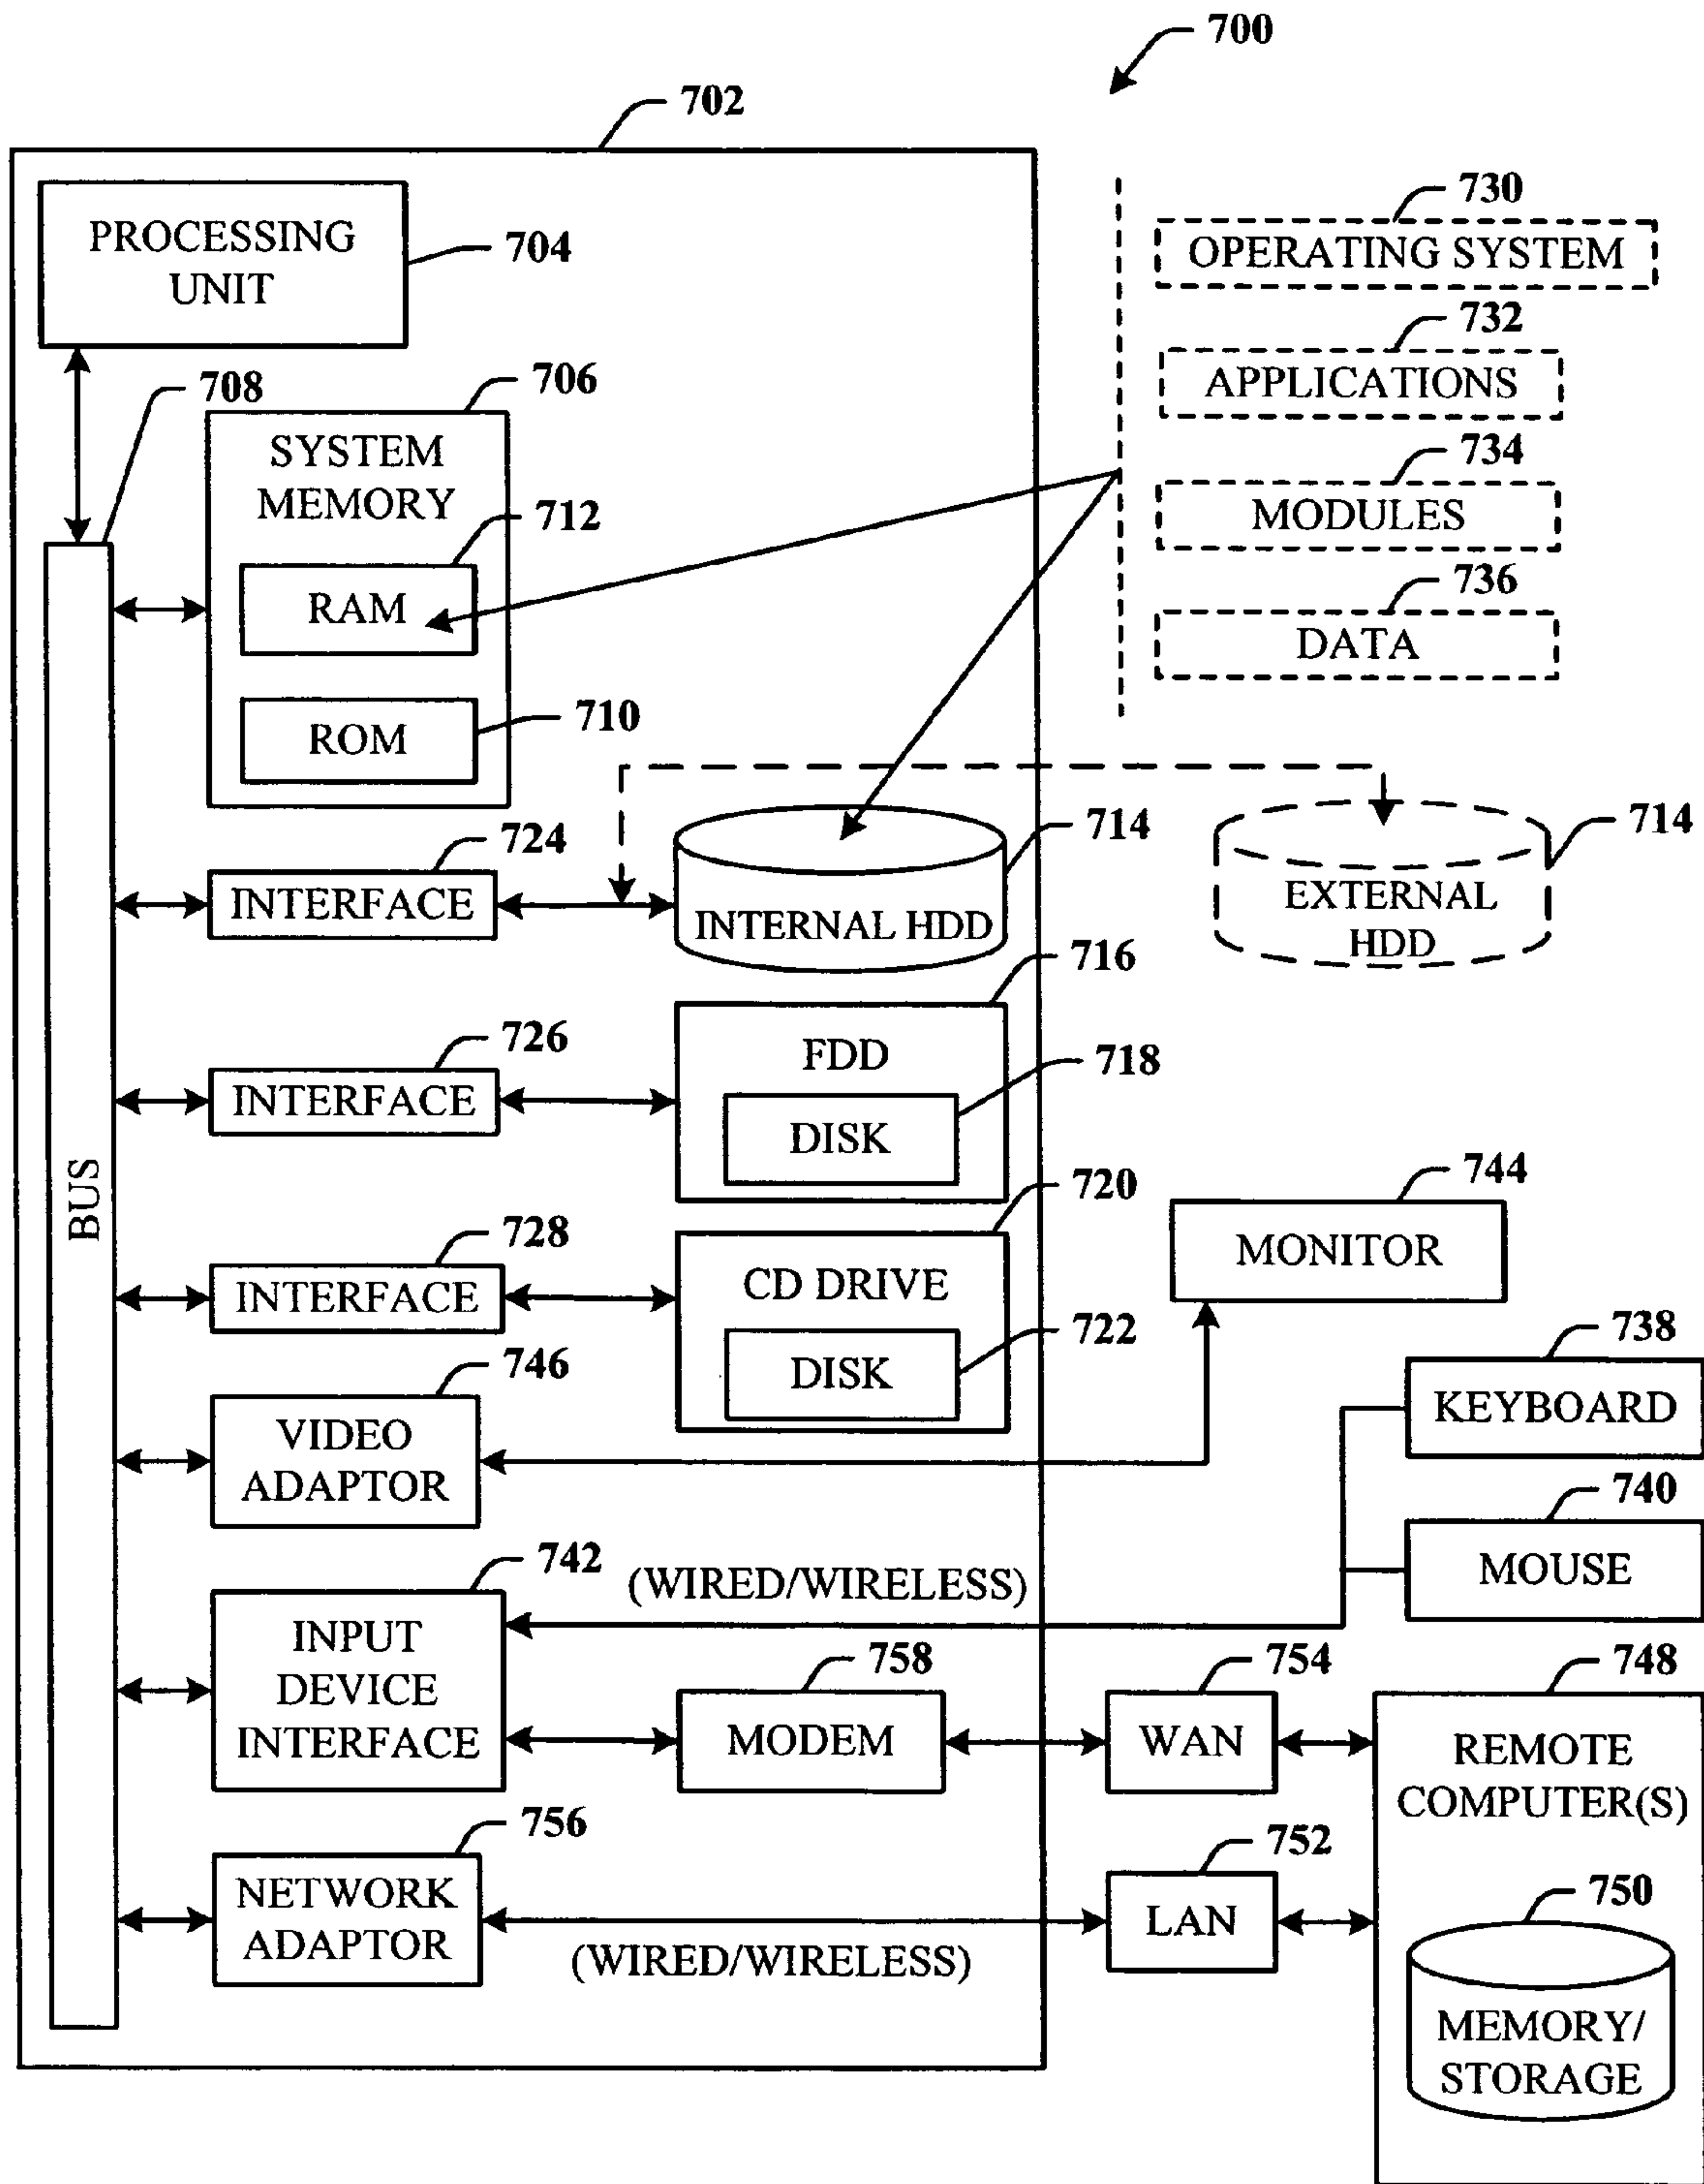 700
702
PROCESSING
UNIT
704
730
OPERATING SYSTEM
732
APPLICATIONS
734
MODULES
736
DATA
708
706
SYSTEM
MEMORY
712
RAM
710
ROM
724
INTERFACE
714
INTERNAL HDD
714
EXTERNAL
HDD
716
726
INTERFACE
FDD
718
DISK
BUS
720
728
INTERFACE
CD DRIVE
722
DISK
744
MONITOR
738
KEYBOARD
746
VIDEO
ADAPTOR
740
MOUSE
742
(WIRED/WIRELESS)
INPUT
DEVICE
INTERFACE
758
MODEM
754
WAN
748
REMOTE
COMPUTER(S)
756
NETWORK
ADAPTOR
(WIRED/WIRELESS)
752
LAN
750
MEMORY/
STORAGE